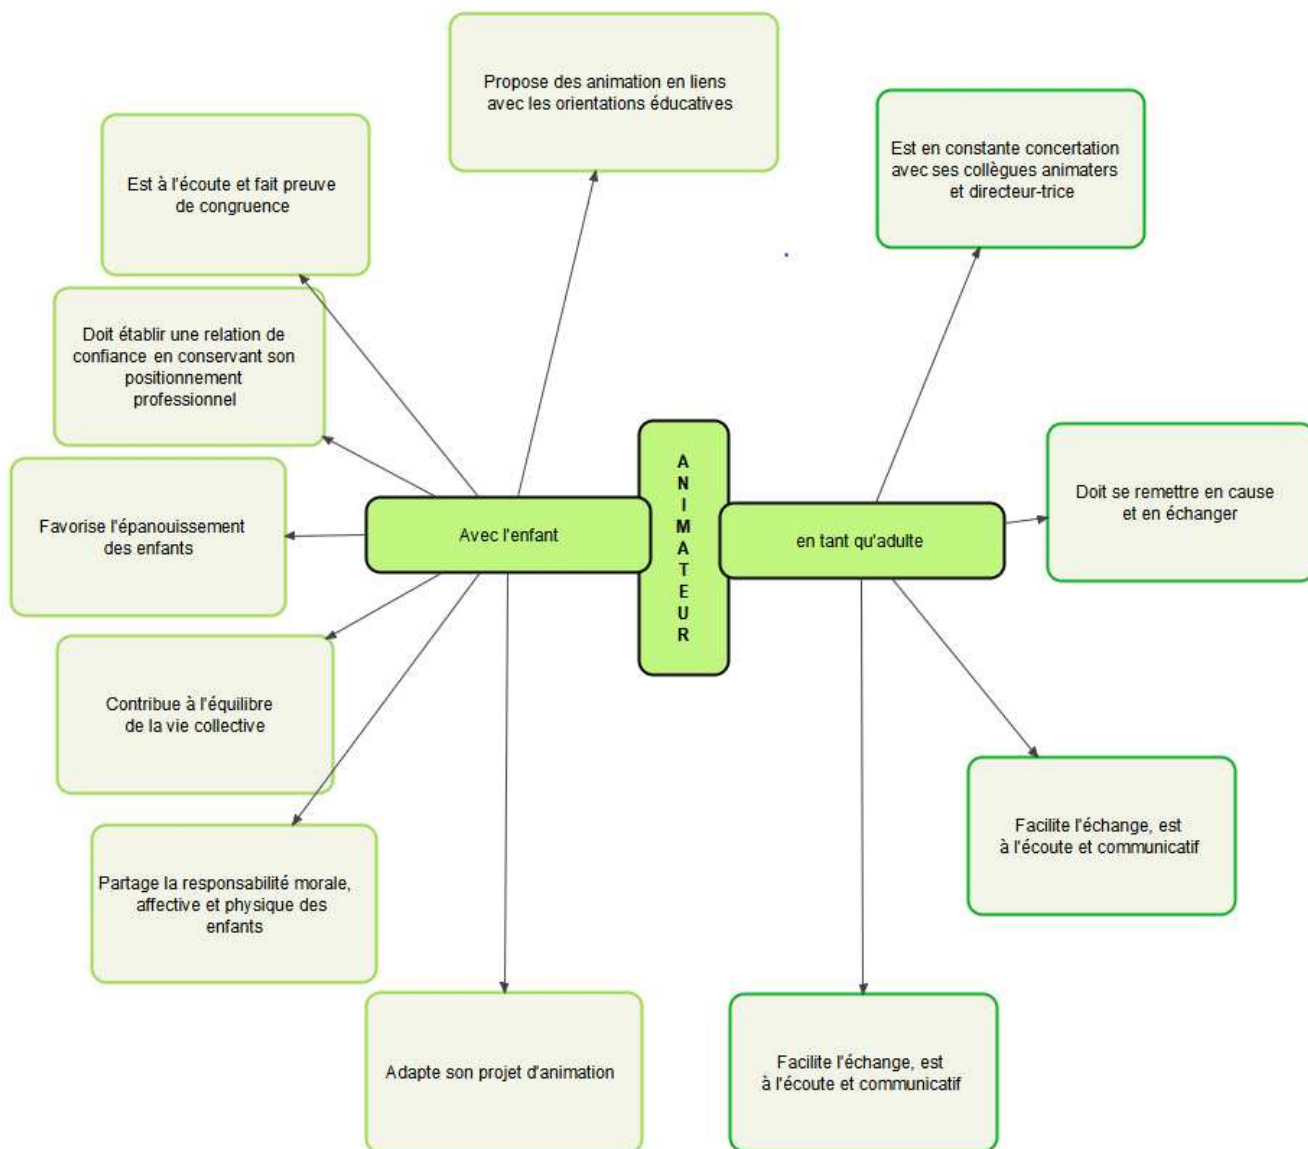 Propose des animation en liens
avec les orientations éducatives
Est à l'écoute et fait preuve
de congruence
Est en constante concertation
avec ses collègues animaters
et directeur-trice
Doit établir une relation de
confiance en conservant son
positionnement
professionnel
Favorise l'épanouissement
des enfants
Avec l'enfant
ANIMATEUR
en tant qu'adulte
Doit se remettre en cause
et en échanger
Contribue à l'équilibre
de la vie collective
Facilite l'échange, est
à l'écoute et communicatif
Partage la responsabilité morale,
affective et physique des
enfants
Adapte son projet d'animation
Facilite l'échange, est
à l'écoute et communicatif